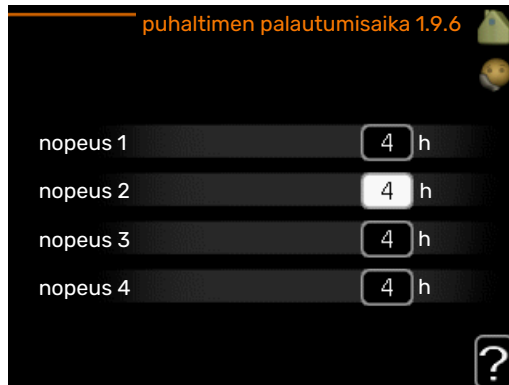 puhaltimen palautumisaika 1.9.6
nopeus 1 4 h
nopeus 2 4 h
nopeus 3 4 h
nopeus 4 4 h
?